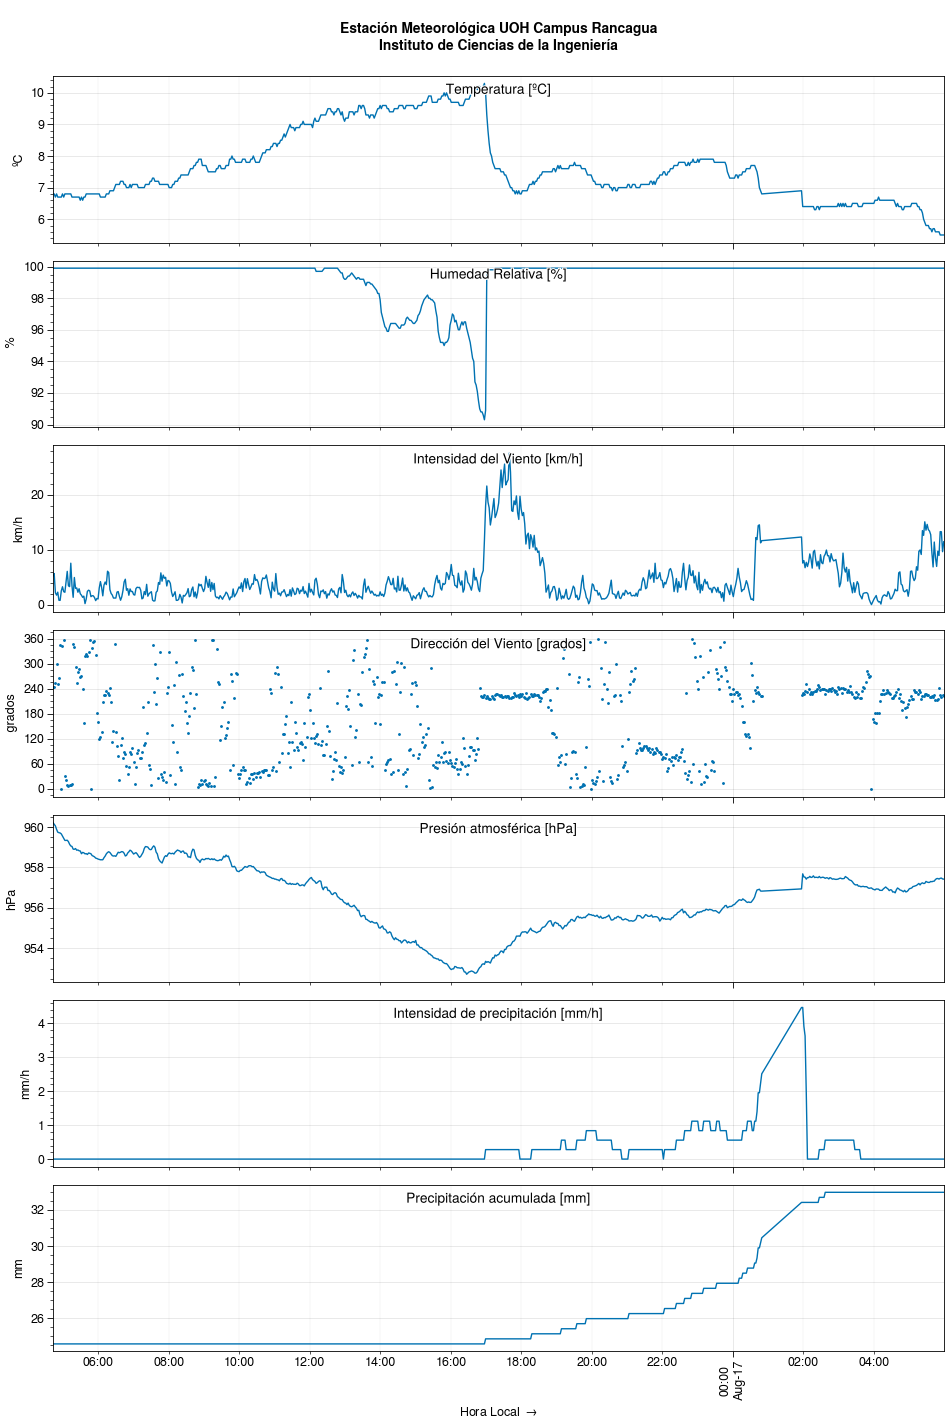 Estación Meteorológica UOH Campus Rancagua
Instituto de Ciencias de la Ingeniería
Temperatura [ºC]
10
9
8
7
6
ºC
Humedad Relativa [%]
100
98
96
94
92
90
%
Intensidad del Viento [km/h]
20
10
0
km/h
Dirección del Viento [grados]
360
300
240
180
120
60
0
grados
Presión atmosférica [hPa]
960
958
956
954
hPa
Intensidad de precipitación [mm/h]
4
3
2
1
0
mm/h
Precipitación acumulada [mm]
32
30
28
26
mm
06:00 08:00 10:00 12:00 14:00 16:00 18:00 20:00 22:00 00:00 02:00 04:00
Aug-17
Hora Local →